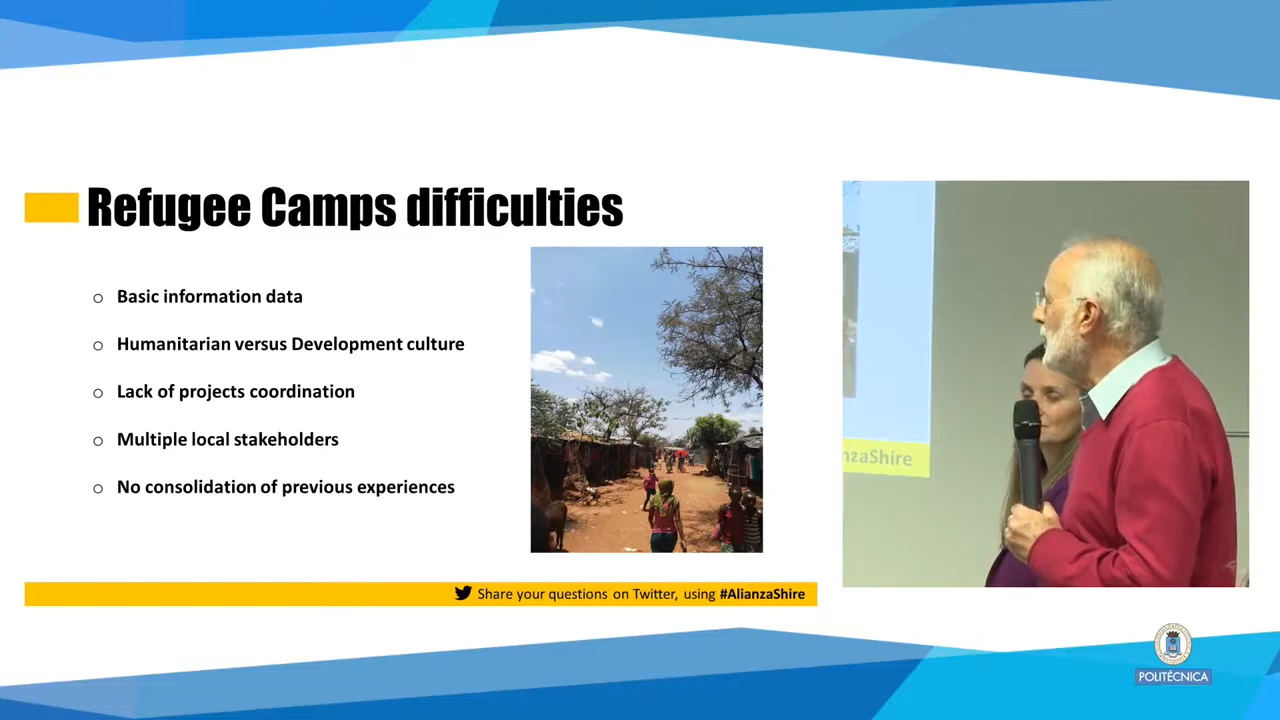 Refugee Camps difficulties
Basic information data
Humanitarian versus Development culture
Lack of projects coordination
Multiple local stakeholders
No consolidation of previous experiences
Share your questions on Twitter, using #AlianzaShire
nzaShire
POLITÉCNICA